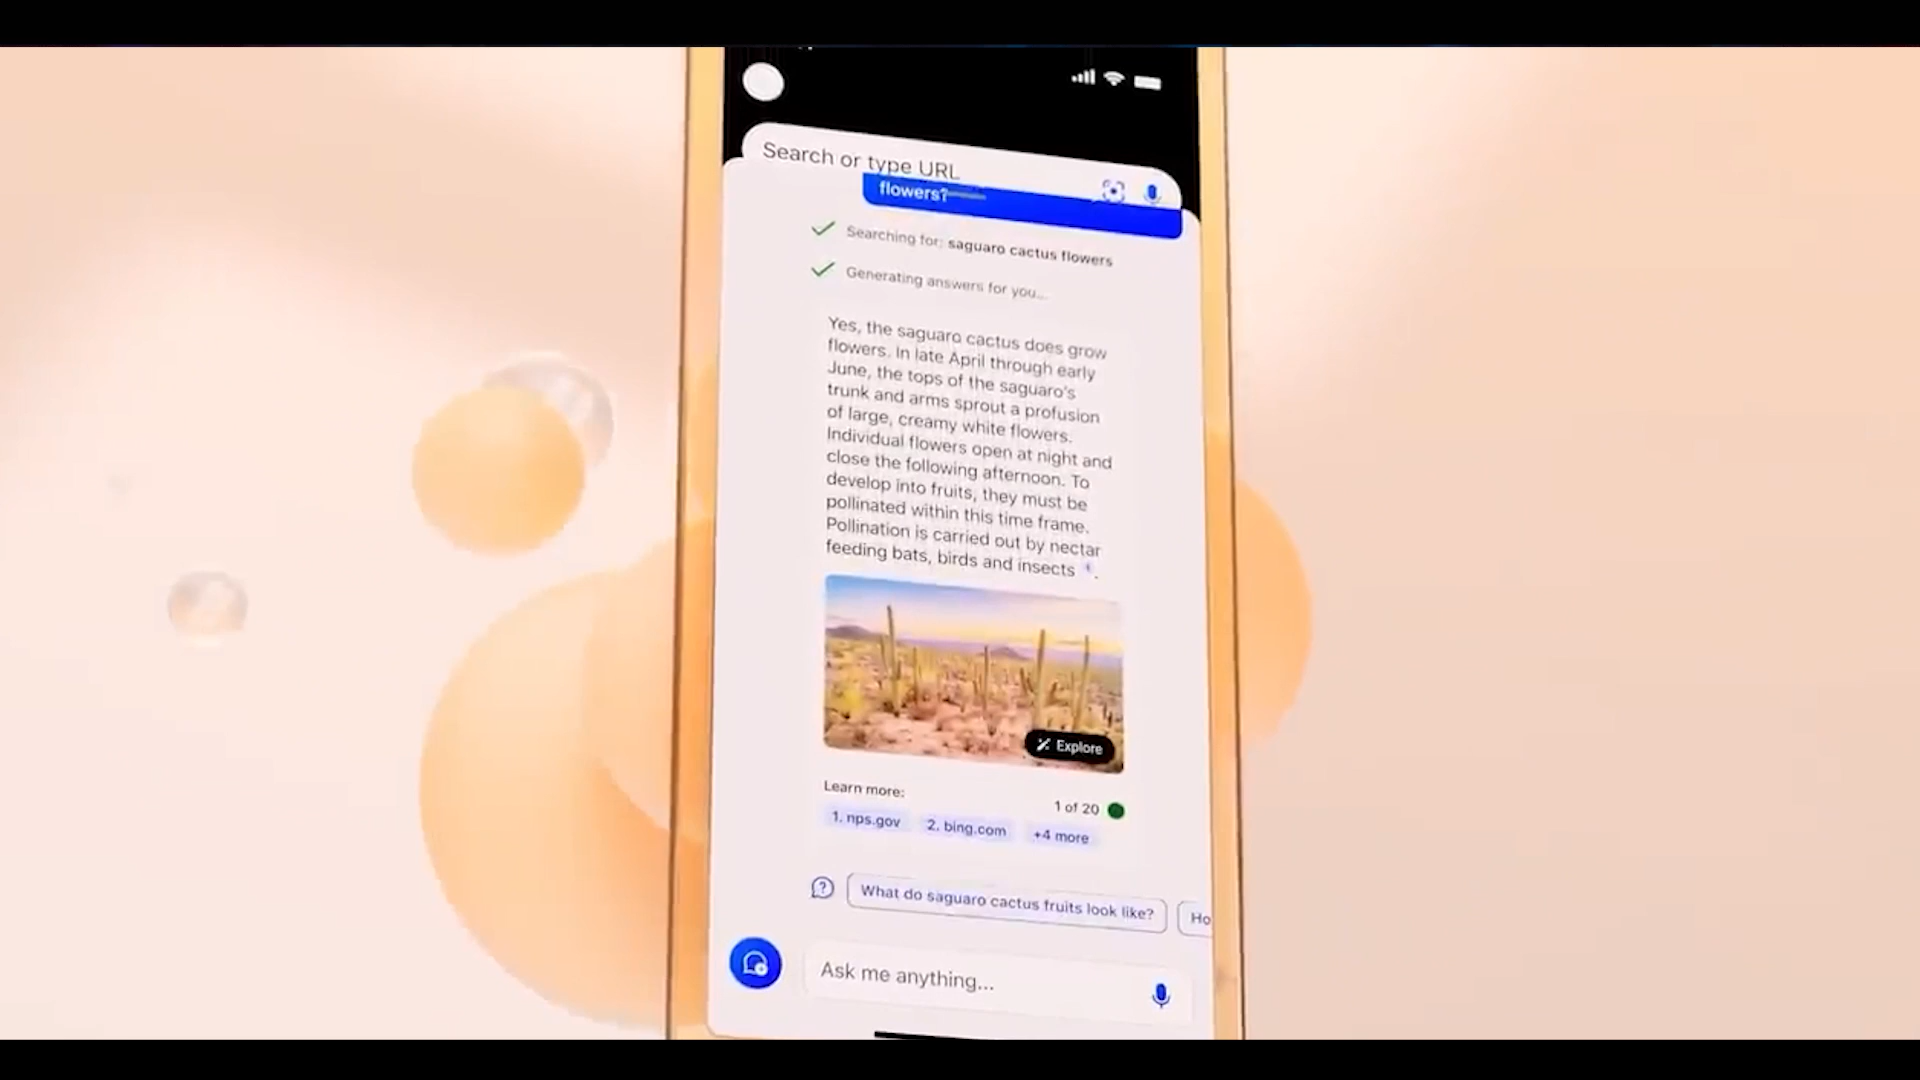 Search or type URL
flowers?
Searching for: saguaro cactus flowers
Generating answers for you...
Yes, the saguaro cactus does grow
flowers. In late April through early
June, the tops of the saguaro's
trunk and arms sprout a profusion
of large, creamy white flowers.
Individual flowers open at night and
close the following afternoon. To
develop into fruits, they must be
pollinated within this time frame.
Pollination is carried out by nectar
feeding bats, birds and insects
Explore
Learn more:
1 of 20
1. nps.gov 2. bing.com +4 more
What do saguaro cactus fruits look like?
Ho
Ask me anything...